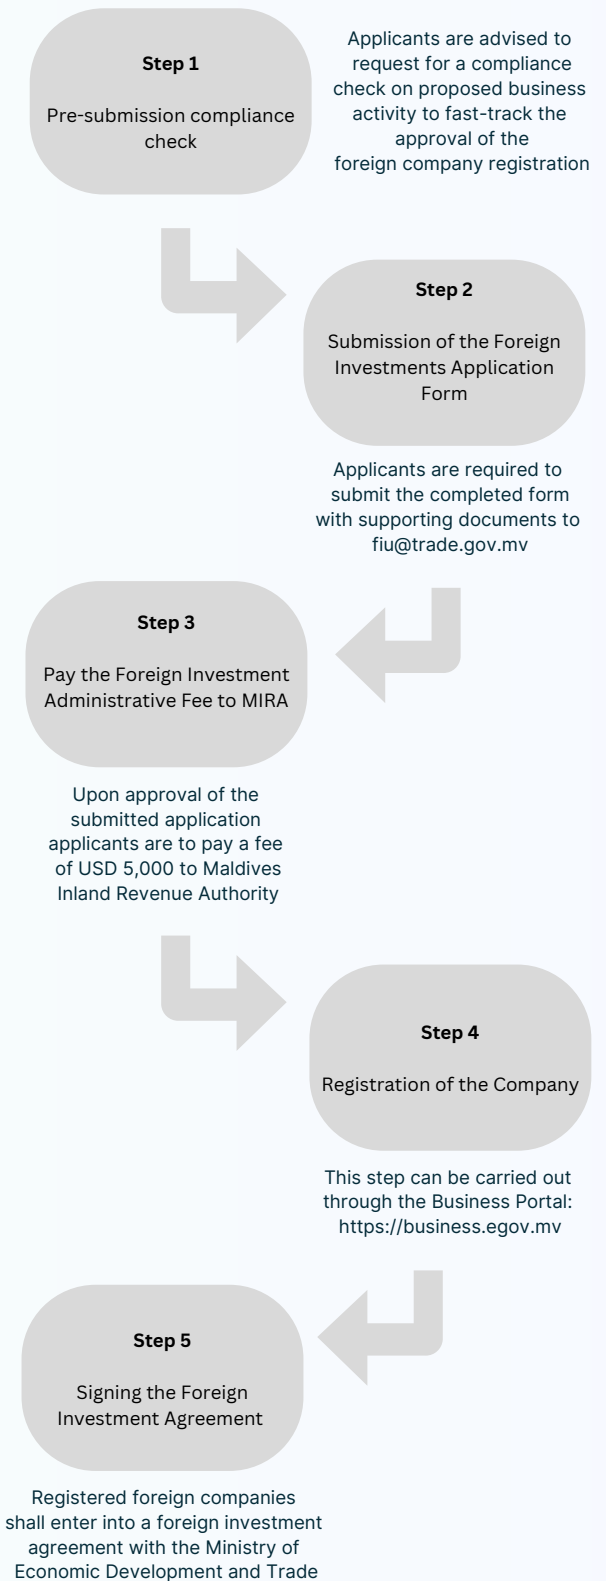 Step 1
Pre-submission compliance
check
Applicants are advised to
request for a compliance
check on proposed business
activity to fast-track the
approval of the
foreign company registration
Step 2
Submission of the Foreign
Investments Application
Form
Applicants are required to
submit the completed form
with supporting documents to
fiu@trade.gov.mv
Step 3
Pay the Foreign Investment
Administrative Fee to MIRA
Upon approval of the
submitted application
applicants are to pay a fee
of USD 5,000 to Maldives
Inland Revenue Authority
Step 4
Registration of the Company
This step can be carried out
through the Business Portal:
https://business.egov.mv
Step 5
Signing the Foreign
Investment Agreement
Registered foreign companies
shall enter into a foreign investment
agreement with the Ministry of
Economic Development and Trade